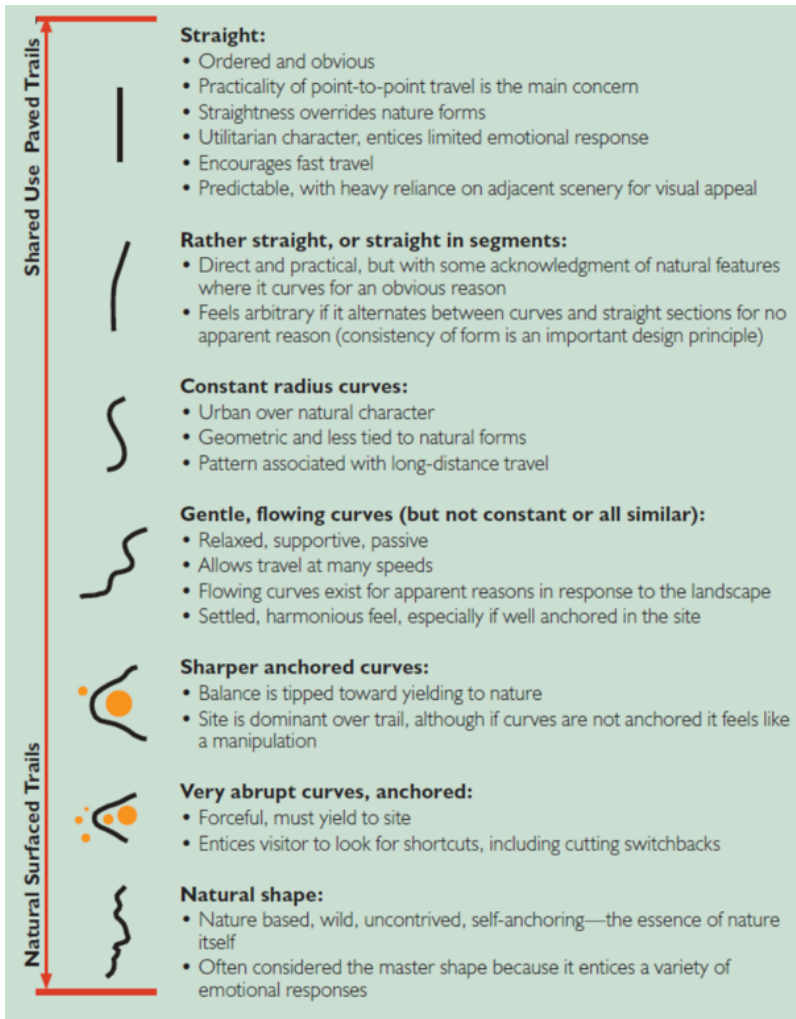 Shared Use Paved Trails
Natural Surfaced Trails
Straight:
• Ordered and obvious
• Practicality of point-to-point travel is the main concern
• Straightness overrides nature forms
• Utilitarian character, entices limited emotional response
• Encourages fast travel
• Predictable, with heavy reliance on adjacent scenery for visual appeal
Rather straight, or straight in segments:
• Direct and practical, but with some acknowledgment of natural features
where it curves for an obvious reason
• Feels arbitrary if it alternates between curves and straight sections for no
apparent reason (consistency of form is an important design principle)
Constant radius curves:
• Urban over natural character
• Geometric and less tied to natural forms
• Pattern associated with long-distance travel
Gentle, flowing curves (but not constant or all similar):
• Relaxed, supportive, passive
• Allows travel at many speeds
• Flowing curves exist for apparent reasons in response to the landscape
• Settled, harmonious feel, especially if well anchored in the site
Sharper anchored curves:
• Balance is tipped toward yielding to nature
• Site is dominant over trail, although if curves are not anchored it feels like
a manipulation
Very abrupt curves, anchored:
• Forceful, must yield to site
• Entices visitor to look for shortcuts, including cutting switchbacks
Natural shape:
• Nature based, wild, uncontrived, self-anchoring—the essence of nature
itself
• Often considered the master shape because it entices a variety of
emotional responses